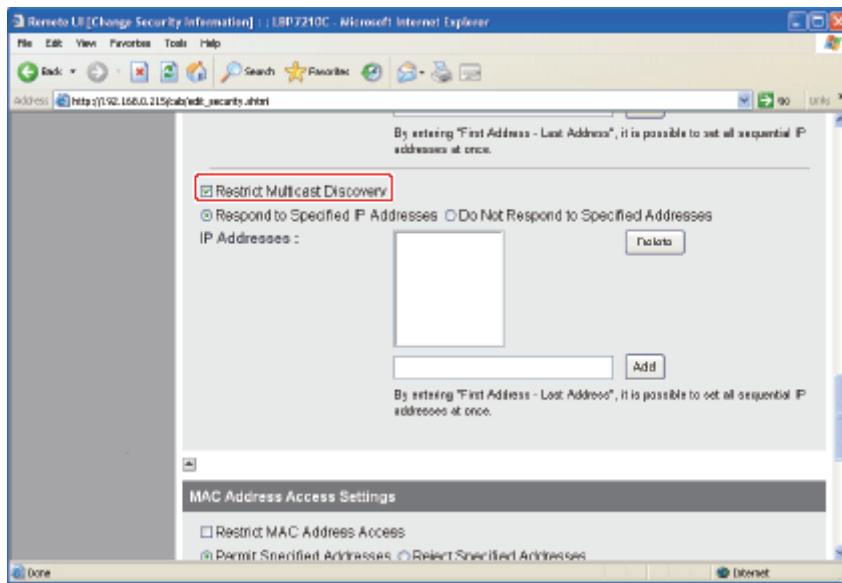 Remote UI [Change Security Information] : ; LBP7210C - Microsoft Internet Explorer
File Edit View Favorites Tools Help
Back Search Favorites
Address http://192.168.0.215/cab/edit_security.shtml Go Links
By entering "First Address - Last Address", it is possible to set all sequential IP
addresses at once.
Restrict Multicast Discovery
Respond to Specified IP Addresses Do Not Respond to Specified Addresses
IP Addresses :
Delete
Add
By entering "First Address - Last Address", it is possible to set all sequential IP
addresses at once.
MAC Address Access Settings
Restrict MAC Address Access
Permit Specified Addresses Reject Specified Addresses
Done Internet